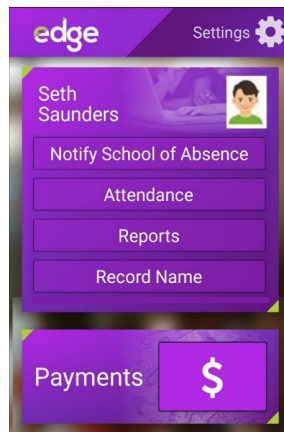 edge
Settings
Seth
Saunders
Notify School of Absence
Attendance
Reports
Record Name
Payments
$